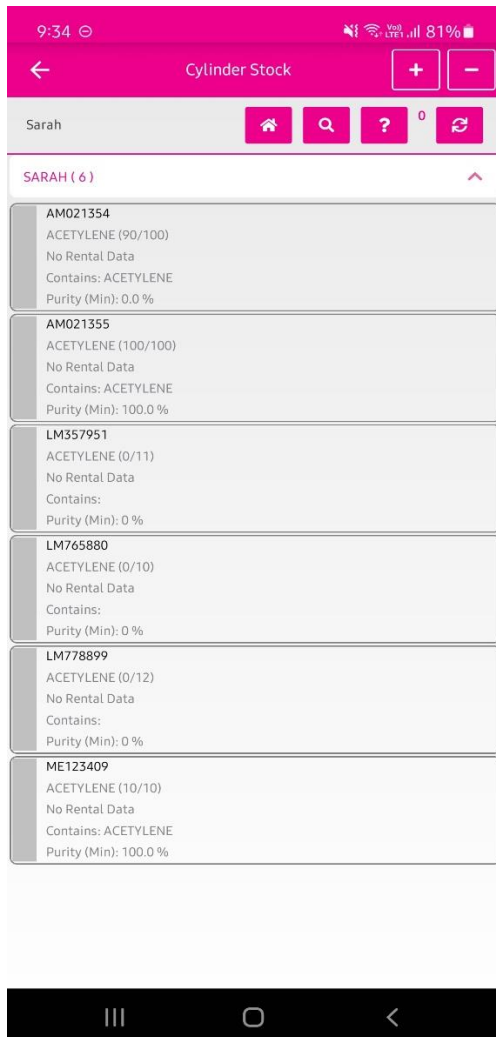 9:34
Vo)) LTE1 81%
Cylinder Stock
+ −
Sarah
? 0
SARAH ( 6 )
AM021354
ACETYLENE (90/100)
No Rental Data
Contains: ACETYLENE
Purity (Min): 0.0 %
AM021355
ACETYLENE (100/100)
No Rental Data
Contains: ACETYLENE
Purity (Min): 100.0 %
LM357951
ACETYLENE (0/11)
No Rental Data
Contains:
Purity (Min): 0 %
LM765880
ACETYLENE (0/10)
No Rental Data
Contains:
Purity (Min): 0 %
LM778899
ACETYLENE (0/12)
No Rental Data
Contains:
Purity (Min): 0 %
ME123409
ACETYLENE (10/10)
No Rental Data
Contains: ACETYLENE
Purity (Min): 100.0 %